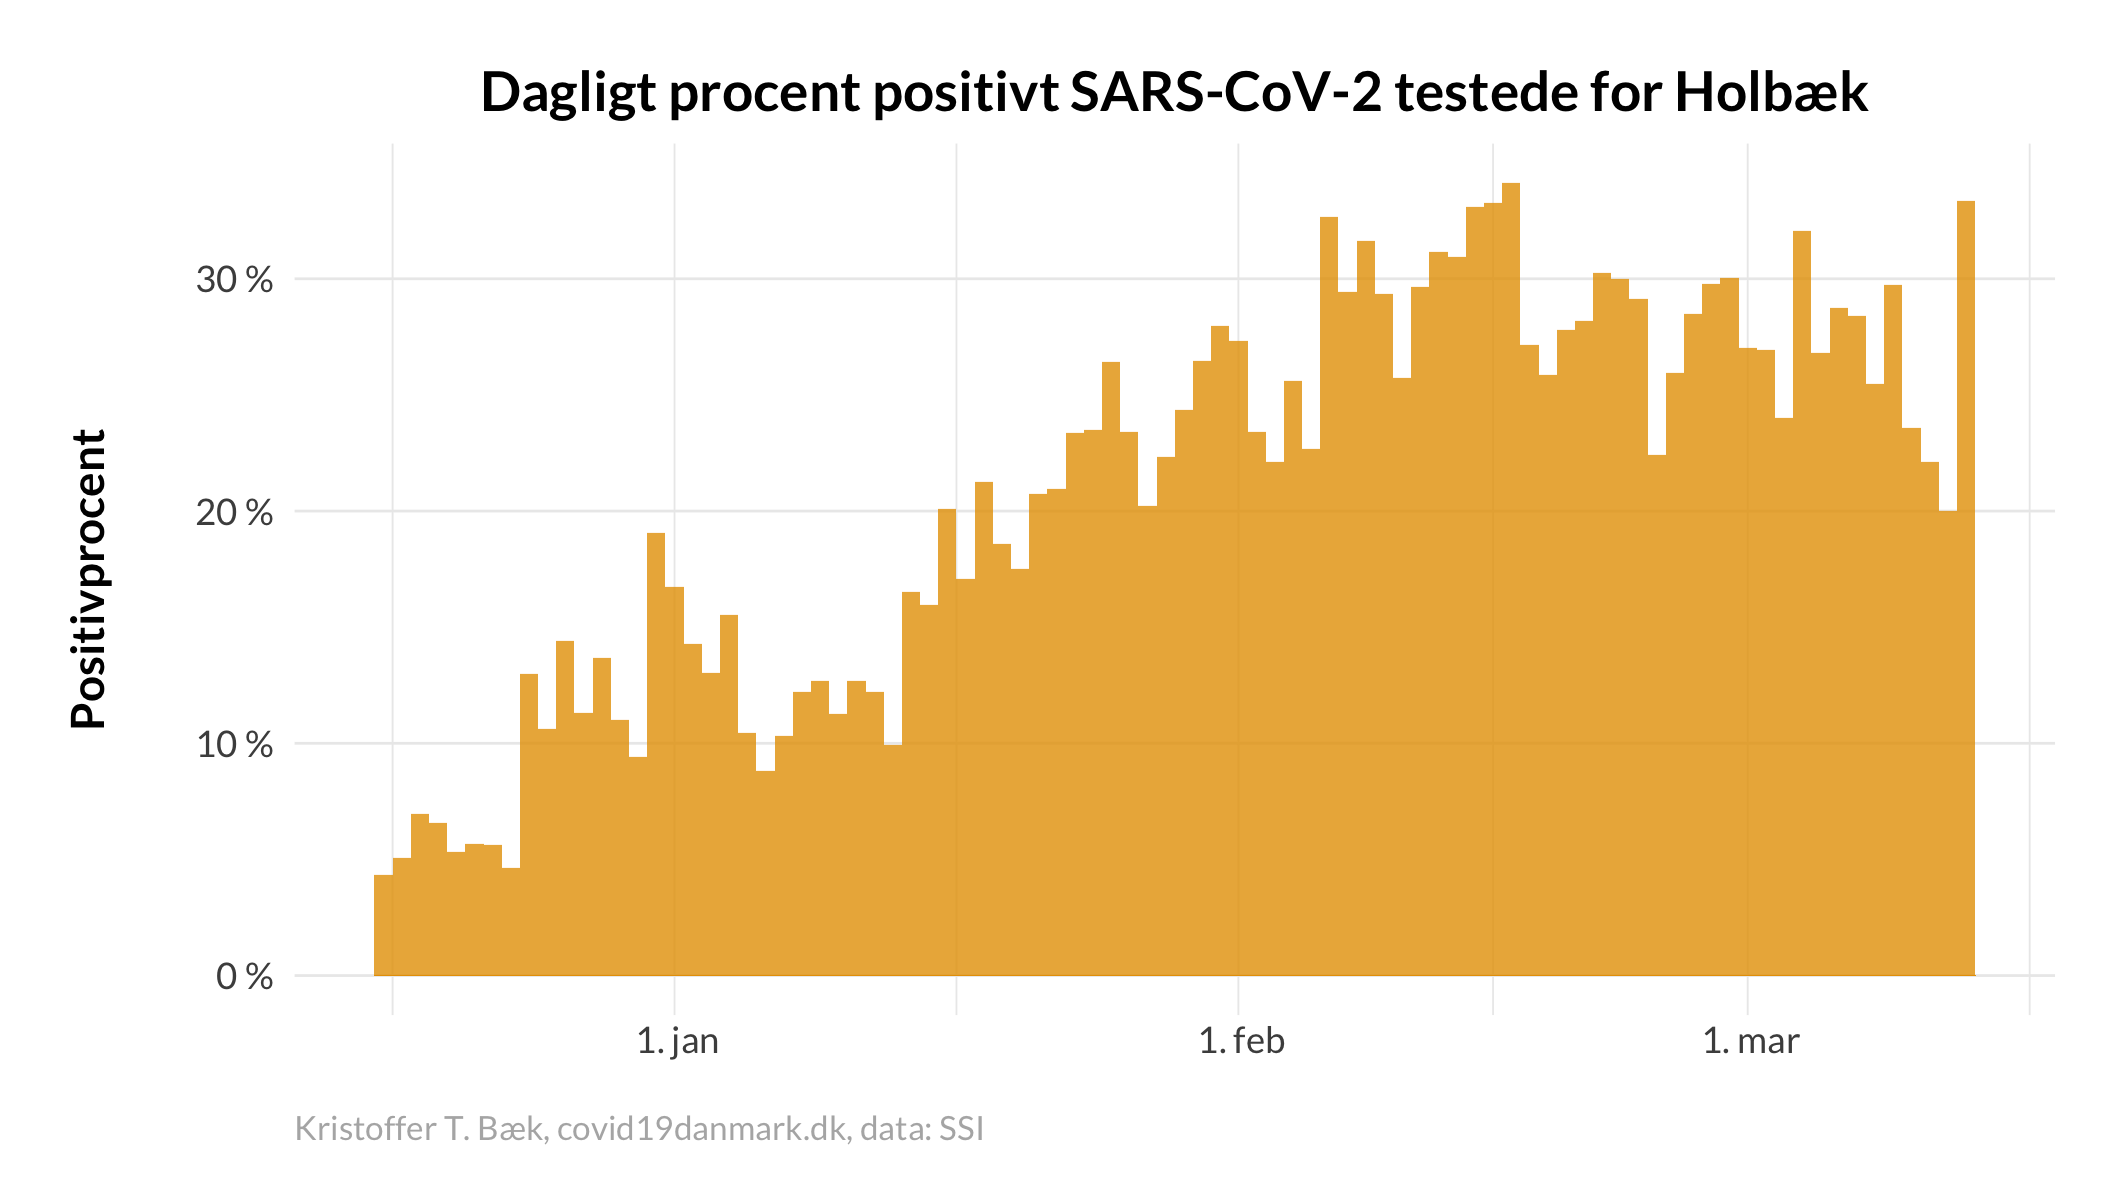 Dagligt procent positivt SARS-CoV-2 testede for Holbæk
Positivprocent
30 %
20 %
10 %
0 %
1. jan
1. feb
1. mar
Kristoffer T. Bæk, covid19danmark.dk, data: SSI